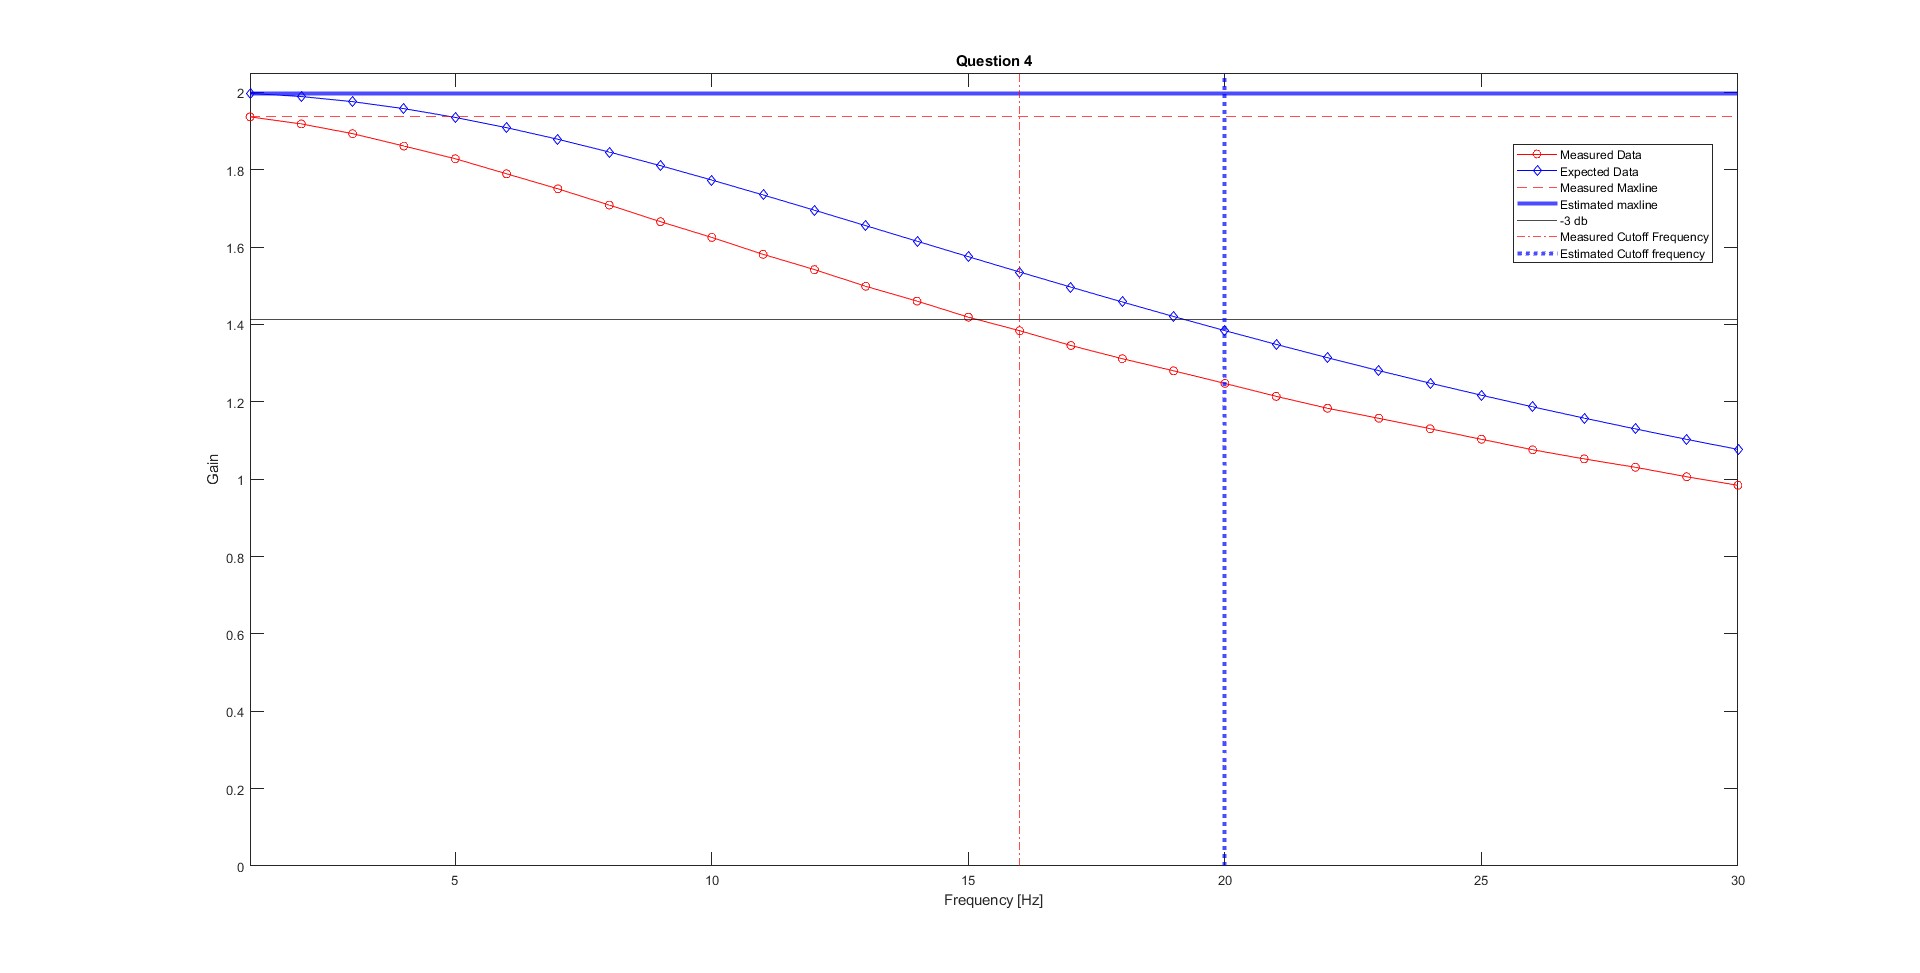 Question 4
2
1.8
1.6
1.4
1.2
1
0.8
0.6
0.4
0.2
0
Gain
Measured Data
Expected Data
Measured Maxline
Estimated maxline
-3 db
Measured Cutoff Frequency
Estimated Cutoff frequency
5 10 15 20 25 30
Frequency [Hz]